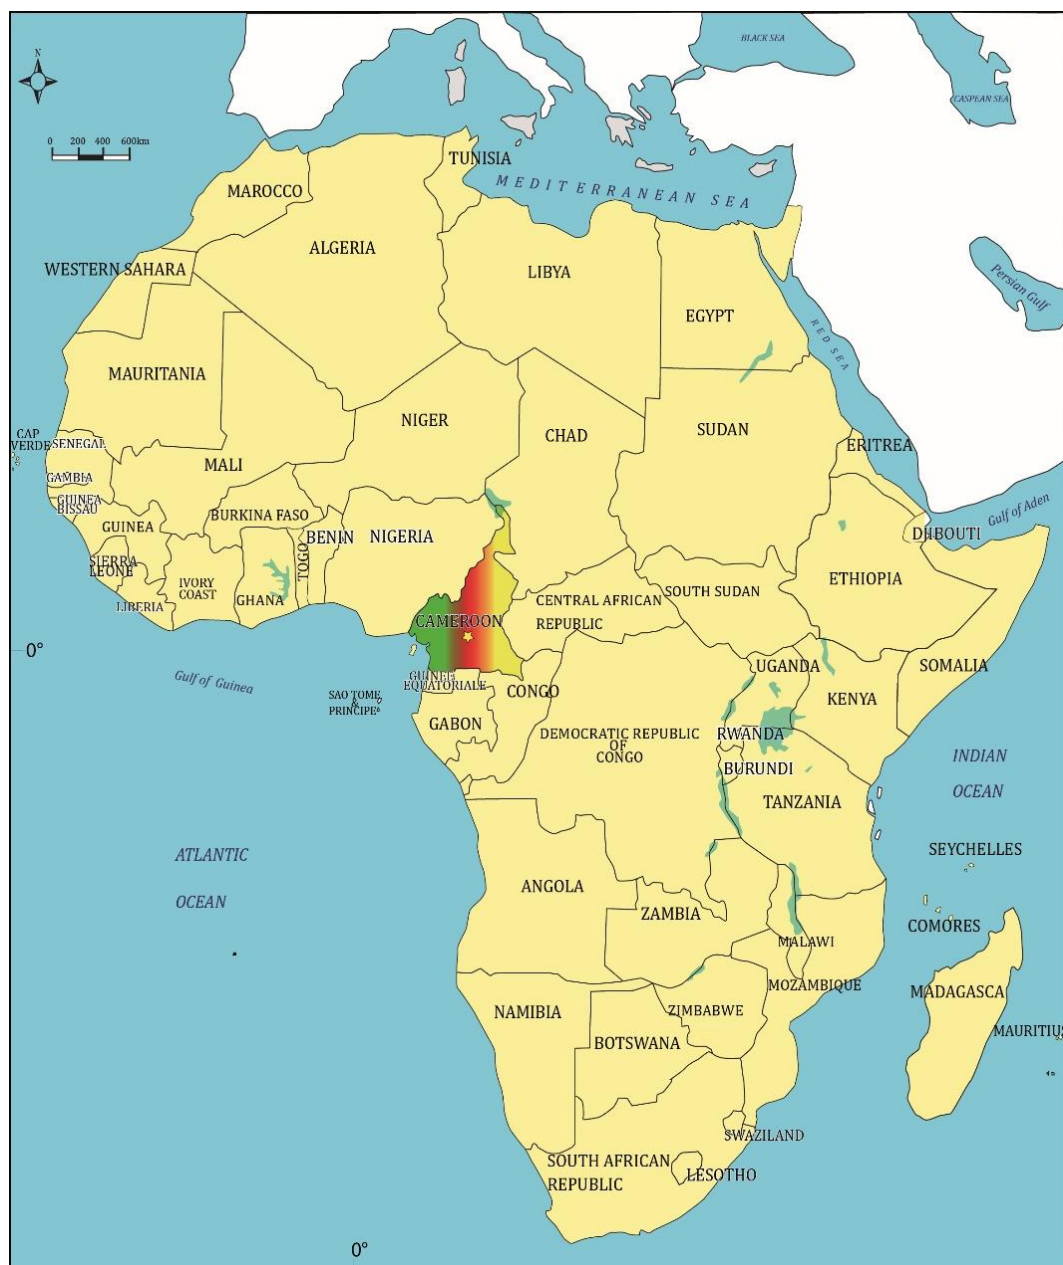 BLACK SEA
N
CASPEAN SEA
0 200 400 600km
TUNISIA
MEDITERRANEAN SEA
MAROCCO
ALGERIA
WESTERN SAHARA
LIBYA
Persian Gulf
EGYPT
RED SEA
MAURITANIA
NIGER
CHAD
SUDAN
CAP
VERDE
SENEGAL
ERITREA
MALI
GAMBIA
GUINEA
BISSAU
GUINEA
BURKINA FASO
BENIN
NIGERIA
Gulf of Aden
DJIBOUTI
SIERRA
LEONE
TOGO
IVORY
COAST
GHANA
LIBERIA
ETHIOPIA
SOUTH SUDAN
CENTRAL AFRICAN
REPUBLIC
CAMEROON
0°
Gulf of Guinea
UGANDA
SOMALIA
GUINEE
EQUATORIALE
CONGO
KENYA
SAO TOME
&
PRINCIPE
GABON
DEMOCRATIC REPUBLIC
OF
CONGO
RWANDA
BURUNDI
INDIAN
OCEAN
TANZANIA
ATLANTIC
OCEAN
SEYCHELLES
ANGOLA
ZAMBIA
COMORES
MALAWI
MOZAMBIQUE
MADAGASCA
NAMIBIA
ZIMBABWE
MAURITIUS
BOTSWANA
SWAZILAND
SOUTH AFRICAN
REPUBLIC
LESOTHO
0°